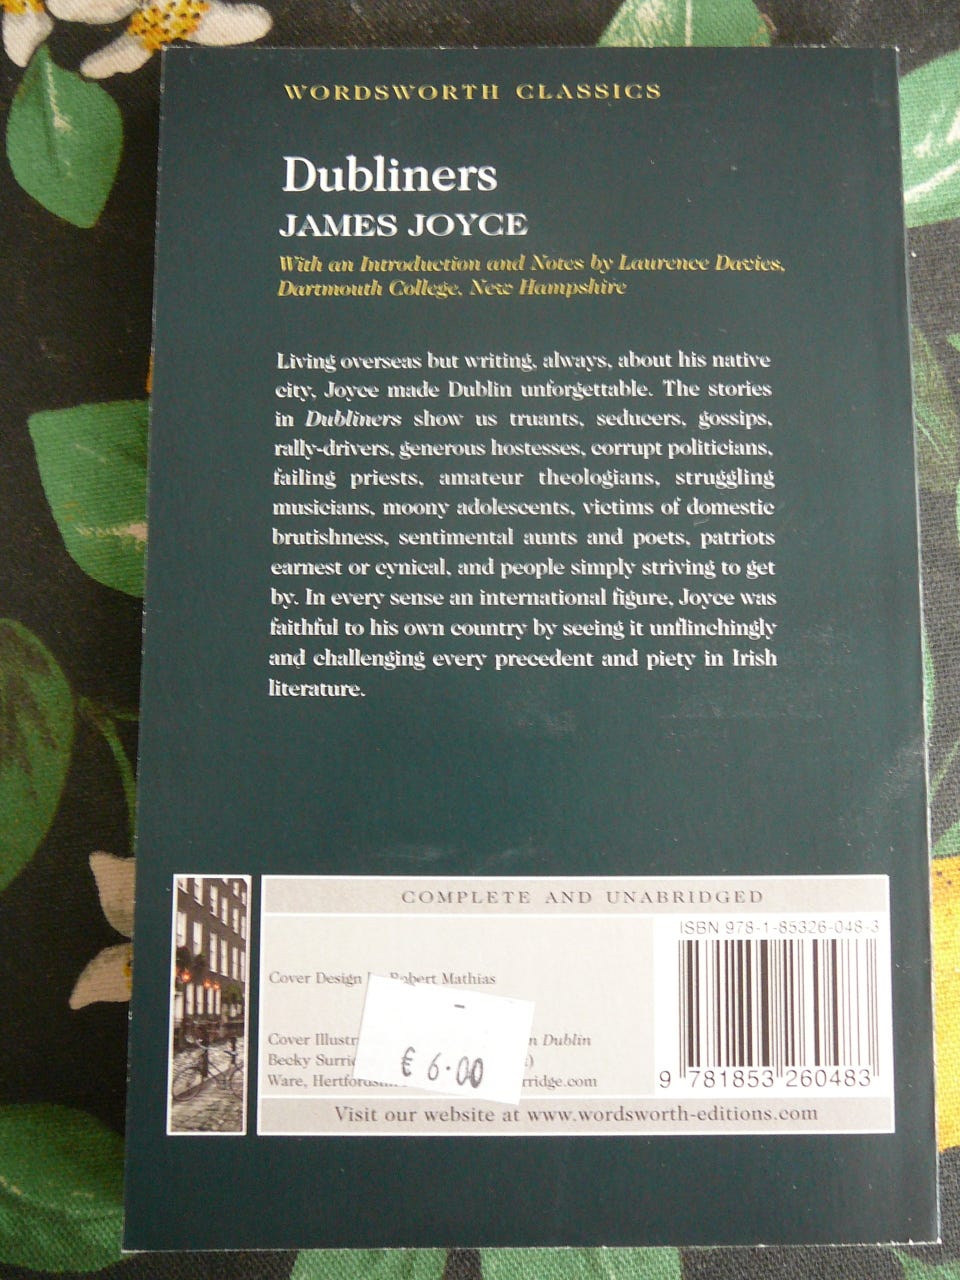 WORDSWORTH CLASSICS
Dubliners
JAMES JOYCE
With an Introduction and Notes by Laurence Davies,
Dartmouth College, New Hampshire
Living overseas but writing, always, about his native
city, Joyce made Dublin unforgettable. The stories
in Dubliners show us truants, seducers, gossips,
rally-drivers, generous hostesses, corrupt politicians,
failing priests, amateur theologians, struggling
musicians, moony adolescents, victims of domestic
brutishness, sentimental aunts and poets, patriots
earnest or cynical, and people simply striving to get
by. In every sense an international figure, Joyce was
faithful to his own country by seeing it unflinchingly
and challenging every precedent and piety in Irish
literature.
COMPLETE AND UNABRIDGED
ISBN 978-1-85326-048-3
Cover Design Robert Mathias
Cover Dublin
Becky
Ware,
€ 6.00
9 781853 260483
Visit our website at www.wordsworth-editions.com